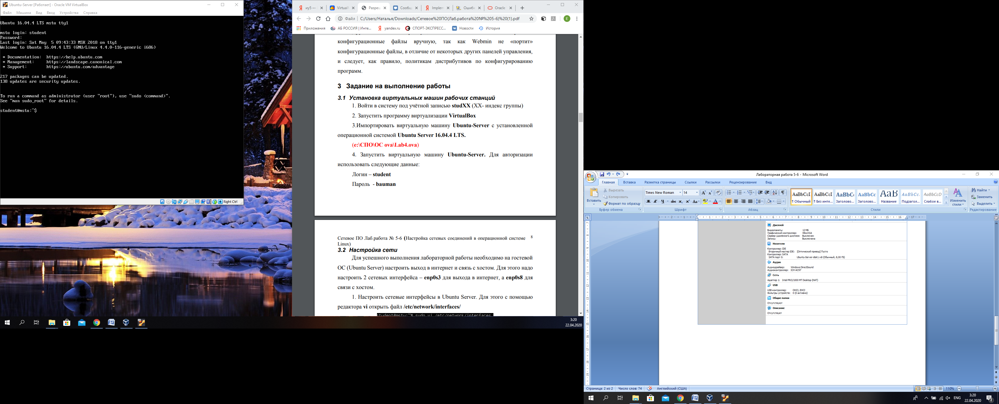 Ubuntu-Server [Работает] - Oracle VM VirtualBox
Файл Машина Вид Ввод Устройства Справка
Ubuntu 16.04.4 LTS mstu tty1
mstu login: student
Password:
Last login: Sat May  5 09:43:33 MSK 2018 on tty1
Welcome to Ubuntu 16.04.4 LTS (GNU/Linux 4.4.0-116-generic i686)
* Documentation:  https://help.ubuntu.com
* Management:     https://landscape.canonical.com
* Support:        https://ubuntu.com/advantage
217 packages can be updated.
138 updates are security updates.
To run a command as administrator (user "root"), use "sudo <command>".
See "man sudo_root" for details.
student@mstu:~$
Right Ctrl
иу5 — Virtual Разреш Сообщ Implem Ошибк Oracle
Файл C:/Users/Наталья/Downloads/Сетевое%20ПО(Лаб.работа%20№%205-6)%20(1).pdf
Приложения АБ РОССИЯ | Инте... yandex.ru СПОРТ-ЭКСПРЕСС... Новости История
конфигурационные файлы вручную, так как Webmin не «портит»
конфигурационные файлы, в отличие от некоторых других панелей управления,
и следует, как правило, политикам дистрибутивов по конфигурированию
программ.
3 Задание на выполнение работы
3.1 Установка виртуальных машин рабочих станций
1. Войти в систему под учётной записью studXX (XX- индекс группы)
2. Запустить программу виртуализации VirtualBox
3.Импортировать виртуальную машину Ubuntu-Server с установленной
операционной системой Ubuntu Server 16.04.4 LTS.
(e:\СПО\ОС ova\Lab4.ova)
4. Запустить виртуальную машину Ubuntu-Server. Для авторизации
использовать следующие данные:
Логин – student
Пароль - bauman
Сетевое ПО Лаб.работа № 5-6 (Настройка сетевых соединений в операционной системе 8
Linux)
3.2 Настройка сети
Для успешного выполнения лабораторной работы необходимо на гостевой
ОС (Ubuntu Server) настроить выход в интернет и связь с хостом. Для этого надо
настроить 2 сетевых интерфейса – enp0s3 для выхода в интернет, а enp0s8 для
связи с хостом.
1. Настроить сетевые интерфейсы в Ubuntu Server. Для этого с помощью
редактора vi открыть файл /etc/network/interfaces/
student@mstu:~$ sudo vi /etc/network/interfaces
3:20
22.04.2020
Лабораторная работа 5-6 - Microsoft Word
Главная Вставка Разметка страницы Ссылки Рассылки Рецензирование Вид
Вставить
Вырезать
Копировать
Формат по образцу
Буфер обмена
Times New Roman 14
Ж К Ч abc x₂ x² Aa
Шрифт
Абзац
AaBbCcI AaBbCcI AaBbC AaBbCc AaB AaBbCc. AaBbCcD
¶ Обычный ¶ Без инте... Заголово... Заголово... Название Подзагол... Слабое в...
Изменить стили
Стили
Найти
Заменить
Выделить
Редактирование
Дисплей
Видеопамять: 12 МБ
Графический контроллер: VBoxVGA
Сервер удалённого дисплея: Выключен
Запись: Выключена
Носители
Контроллер: IDE
Вторичный мастер IDE: [Оптический привод] Пусто
Контроллер: SATA
SATA порт 0: Ubuntu-Server-disk1.vdi (Обычный, 8,00 ГБ)
Аудио
Аудиодрайвер: Windows DirectSound
Аудиоконтроллер: ICH AC97
Сеть
Адаптер 1: Intel PRO/1000 MT Desktop (NAT)
USB
USB-контроллер: OHCI, EHCI
Фильтры устройств: 0 (0 активно)
Общие папки
Отсутствуют
Описание
Отсутствует
Страница: 2 из 2 Число слов: 74 Английский (США) 110%
ENG
3:20
22.04.2020
2